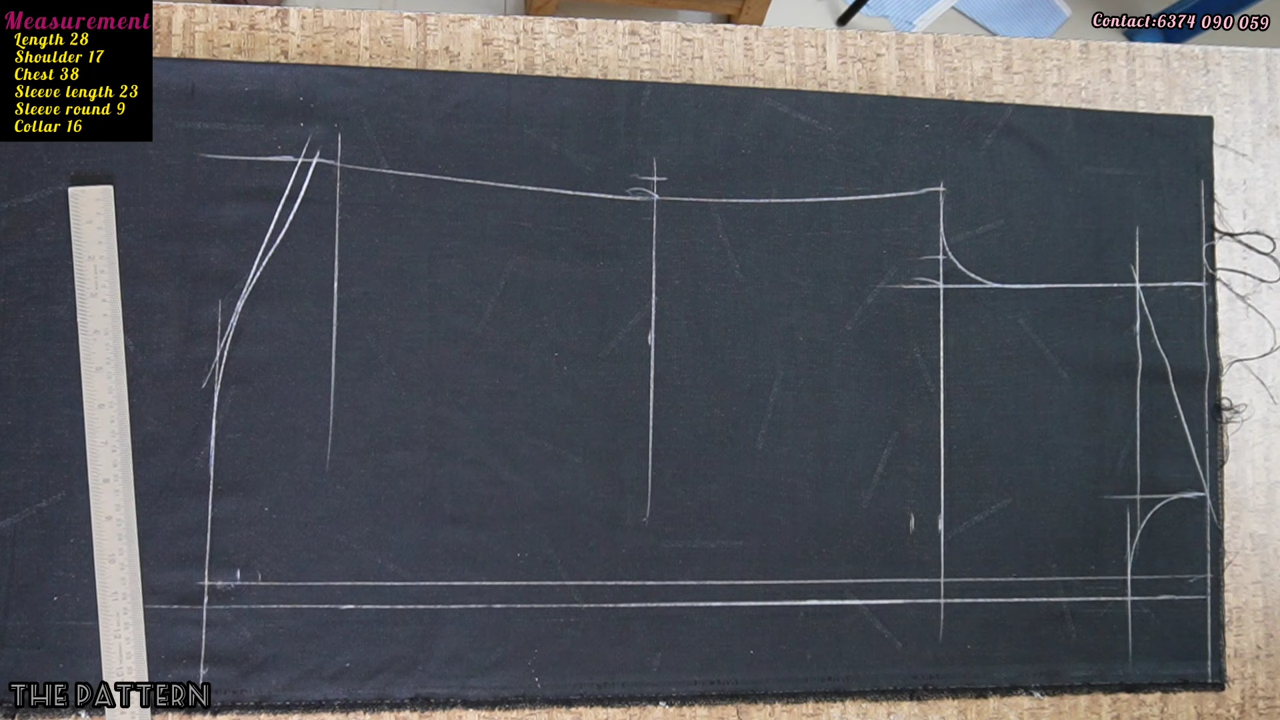 Measurement
Length 28
Shoulder 17
Chest 38
Sleeve length 23
Sleeve round 9
Collar 16
Contact:6374 090 059
THE PATTERN